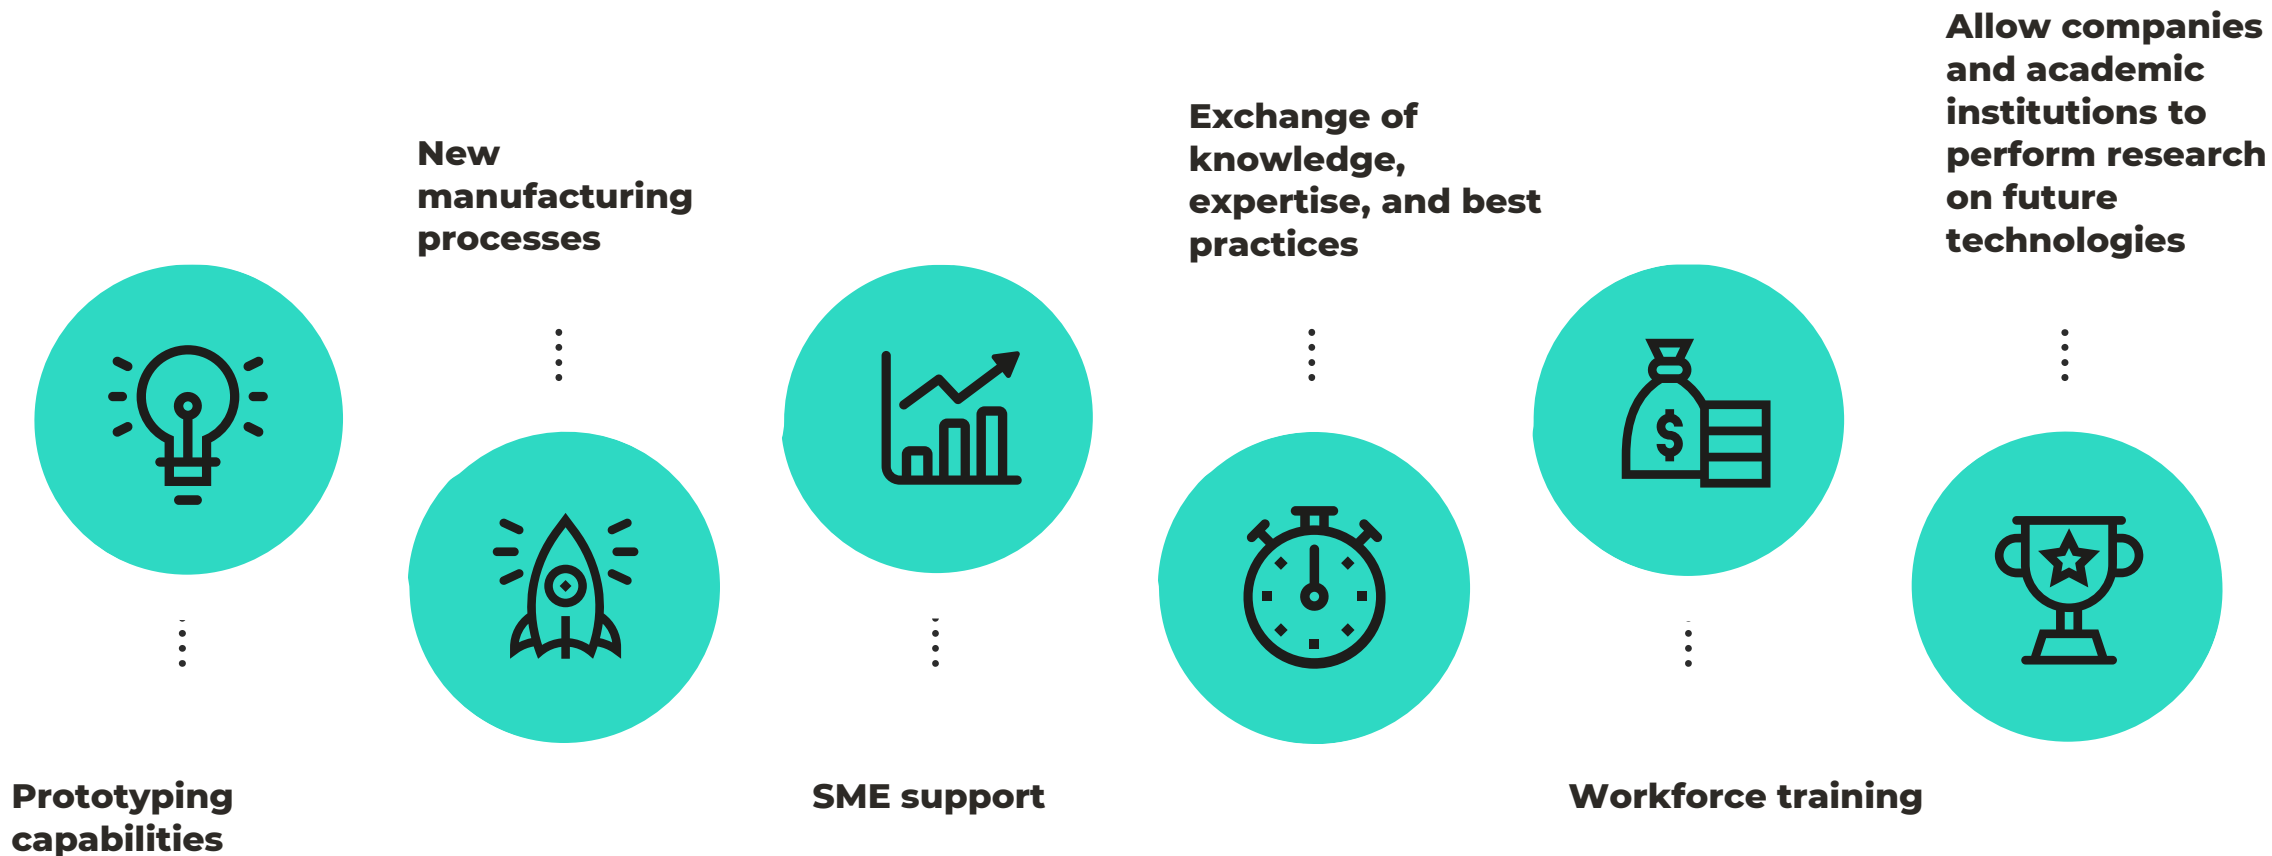 Prototyping
capabilities
New
manufacturing
processes
SME support
Exchange of
knowledge,
expertise, and best
practices
Workforce training
Allow companies
and academic
institutions to
perform research
on future
technologies
$